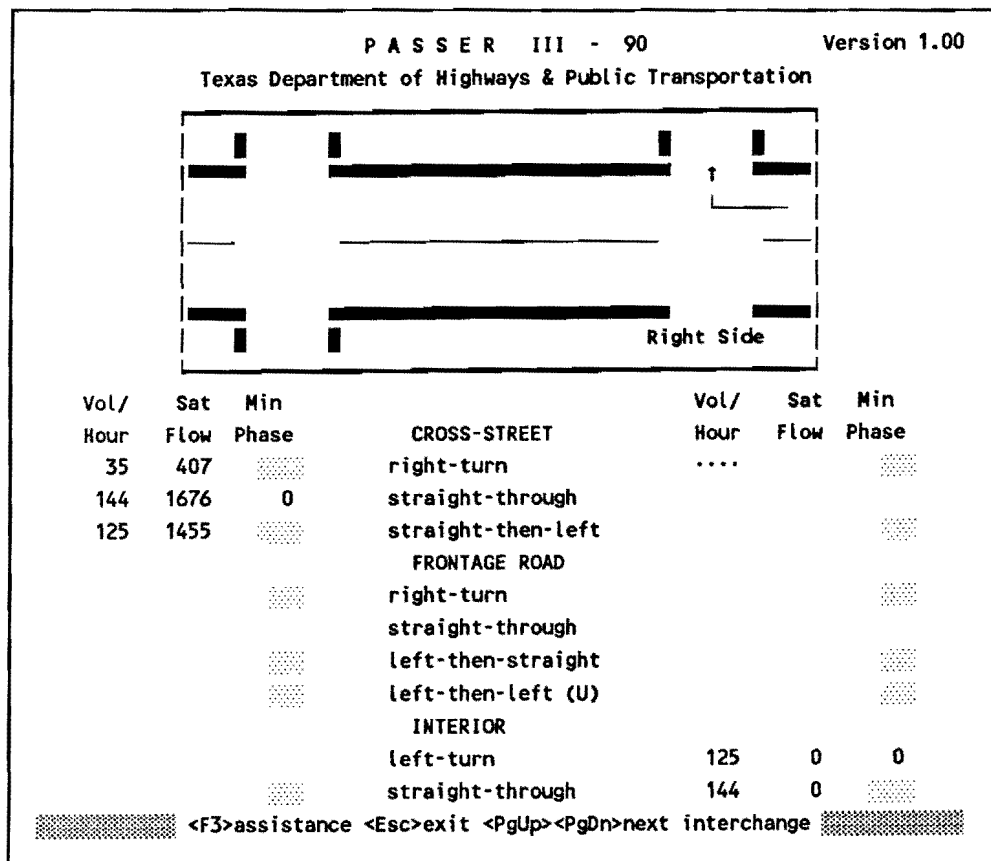 P A S S E R III - 90 Version 1.00
Texas Department of Highways & Public Transportation
Right Side
Vol/ Sat Min Vol/ Sat Min
Hour Flow Phase CROSS-STREET Hour Flow Phase
35 407 right-turn ....
144 1676 0 straight-through
125 1455 straight-then-left
FRONTAGE ROAD
right-turn
straight-through
left-then-straight
left-then-left (U)
INTERIOR
left-turn 125 0 0
straight-through 144 0
<F3>assistance <Esc>exit <PgUp><PgDn>next interchange